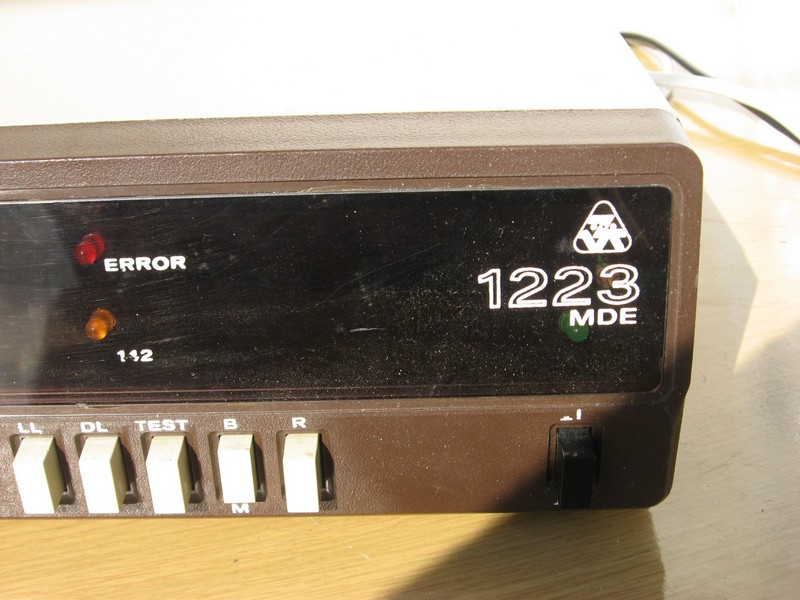 ERROR
1223
MDE
142
LL DL TEST B R
M